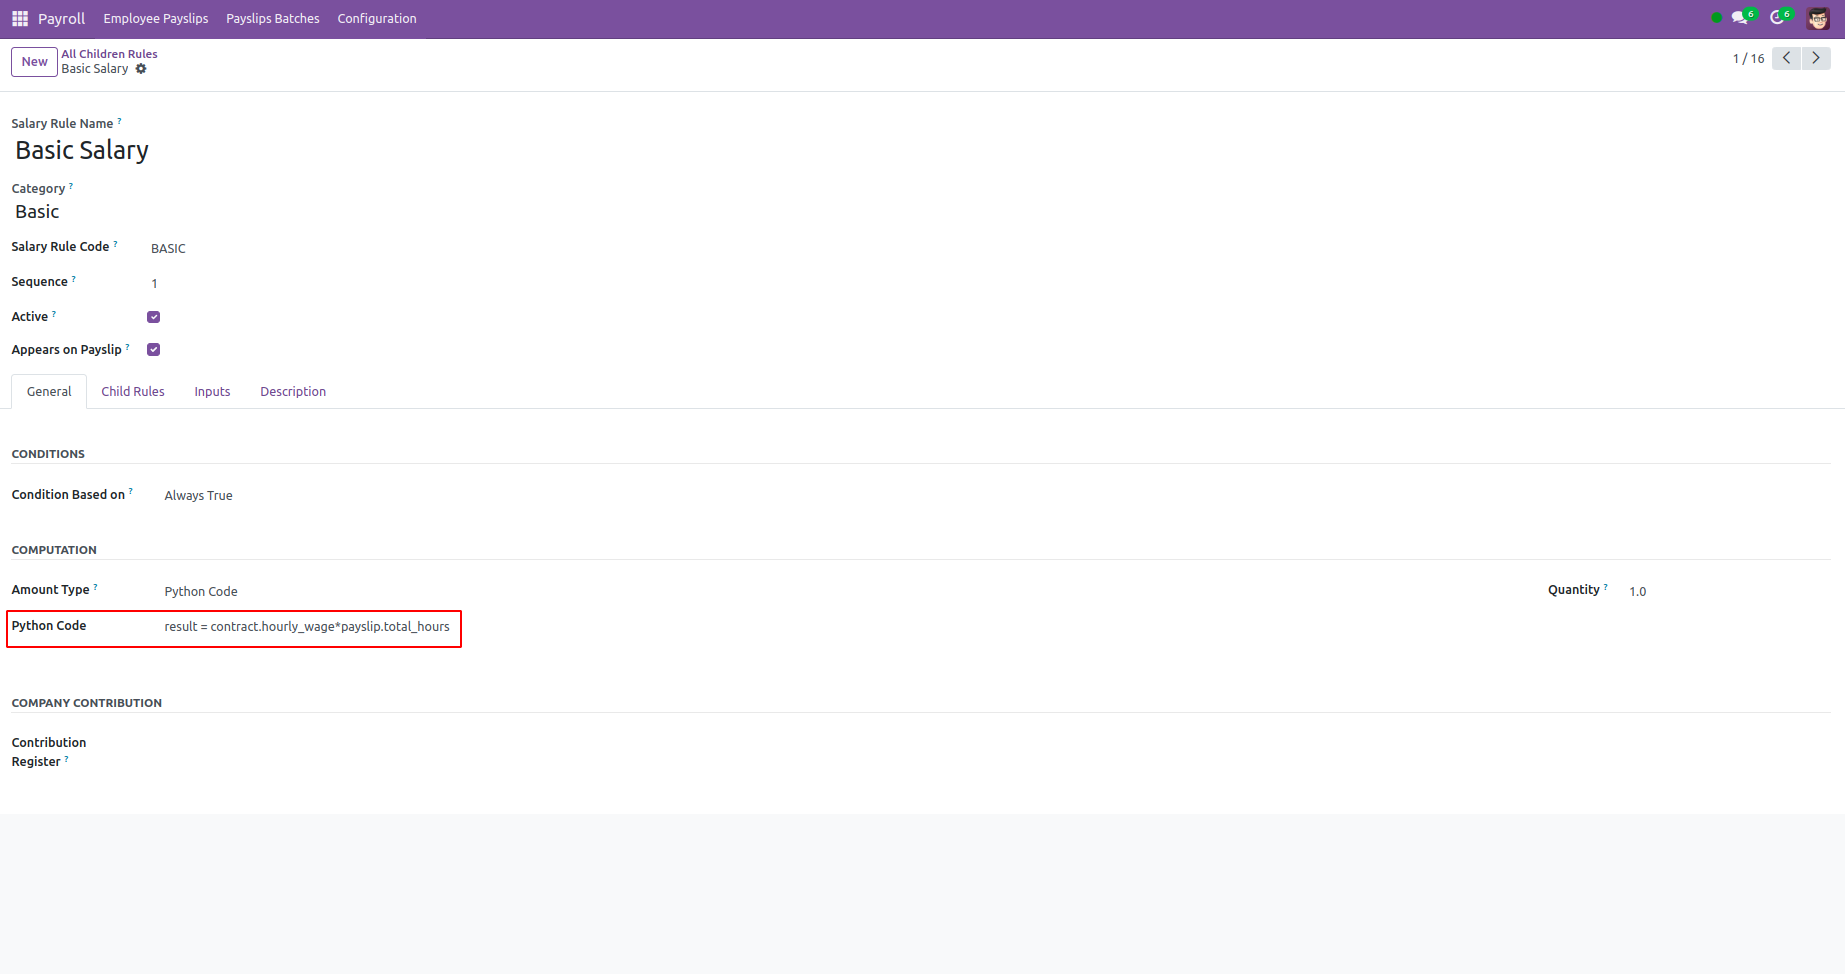 Payroll Employee Payslips Payslips Batches Configuration 6 6
New All Children Rules
Basic Salary
1 / 16
Salary Rule Name ?
Basic Salary
Category ?
Basic
Salary Rule Code ? BASIC
Sequence ? 1
Active ?
Appears on Payslip ?
General Child Rules Inputs Description
CONDITIONS
Condition Based on ? Always True
COMPUTATION
Amount Type ? Python Code Quantity ? 1.0
Python Code result = contract.hourly_wage*payslip.total_hours
COMPANY CONTRIBUTION
Contribution
Register ?